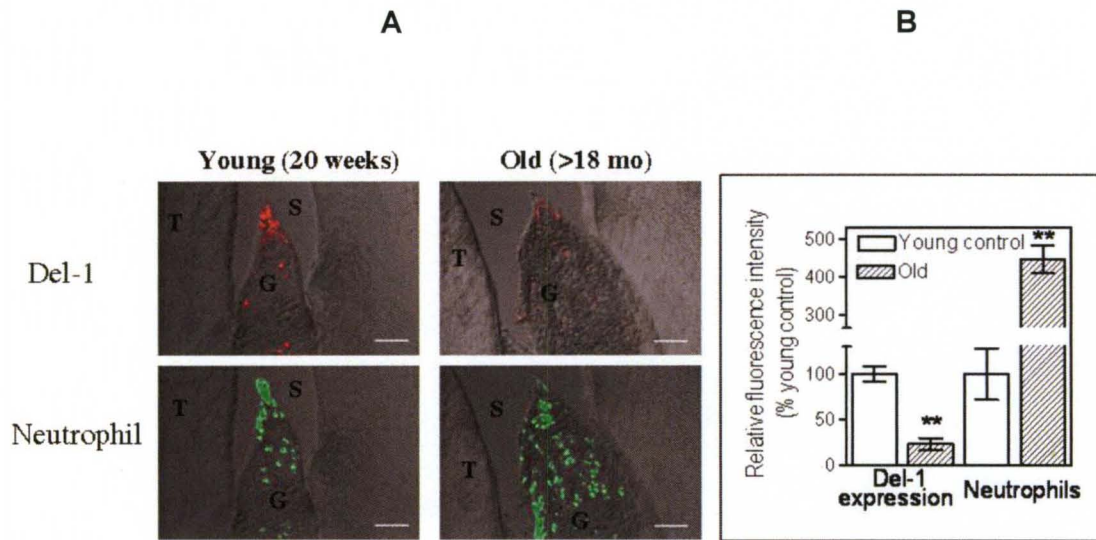 A
B
Young (20 weeks)
Old (>18 mo)
Del-1
T
S
G
T
S
G
Neutrophil
T
S
G
T
S
G
Relative fluorescence intensity
(% young control)
500
400
300
100
50
0
Young control
Old
**
**
Del-1
expression
Neutrophils